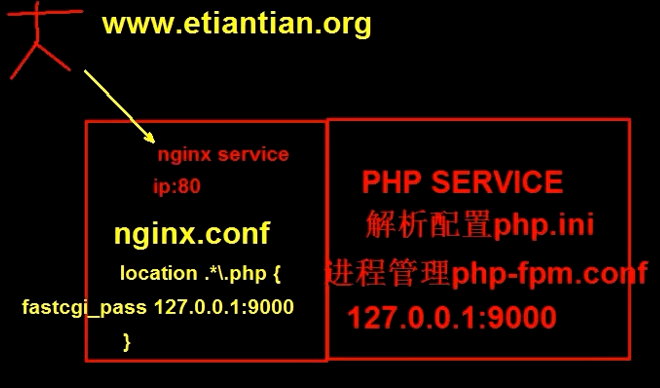 www.etiantian.org
nginx service
ip:80
nginx.conf
location .*\.php {
fastcgi_pass 127.0.0.1:9000
}
PHP SERVICE
解析配置php.ini
进程管理php-fpm.conf
127.0.0.1:9000